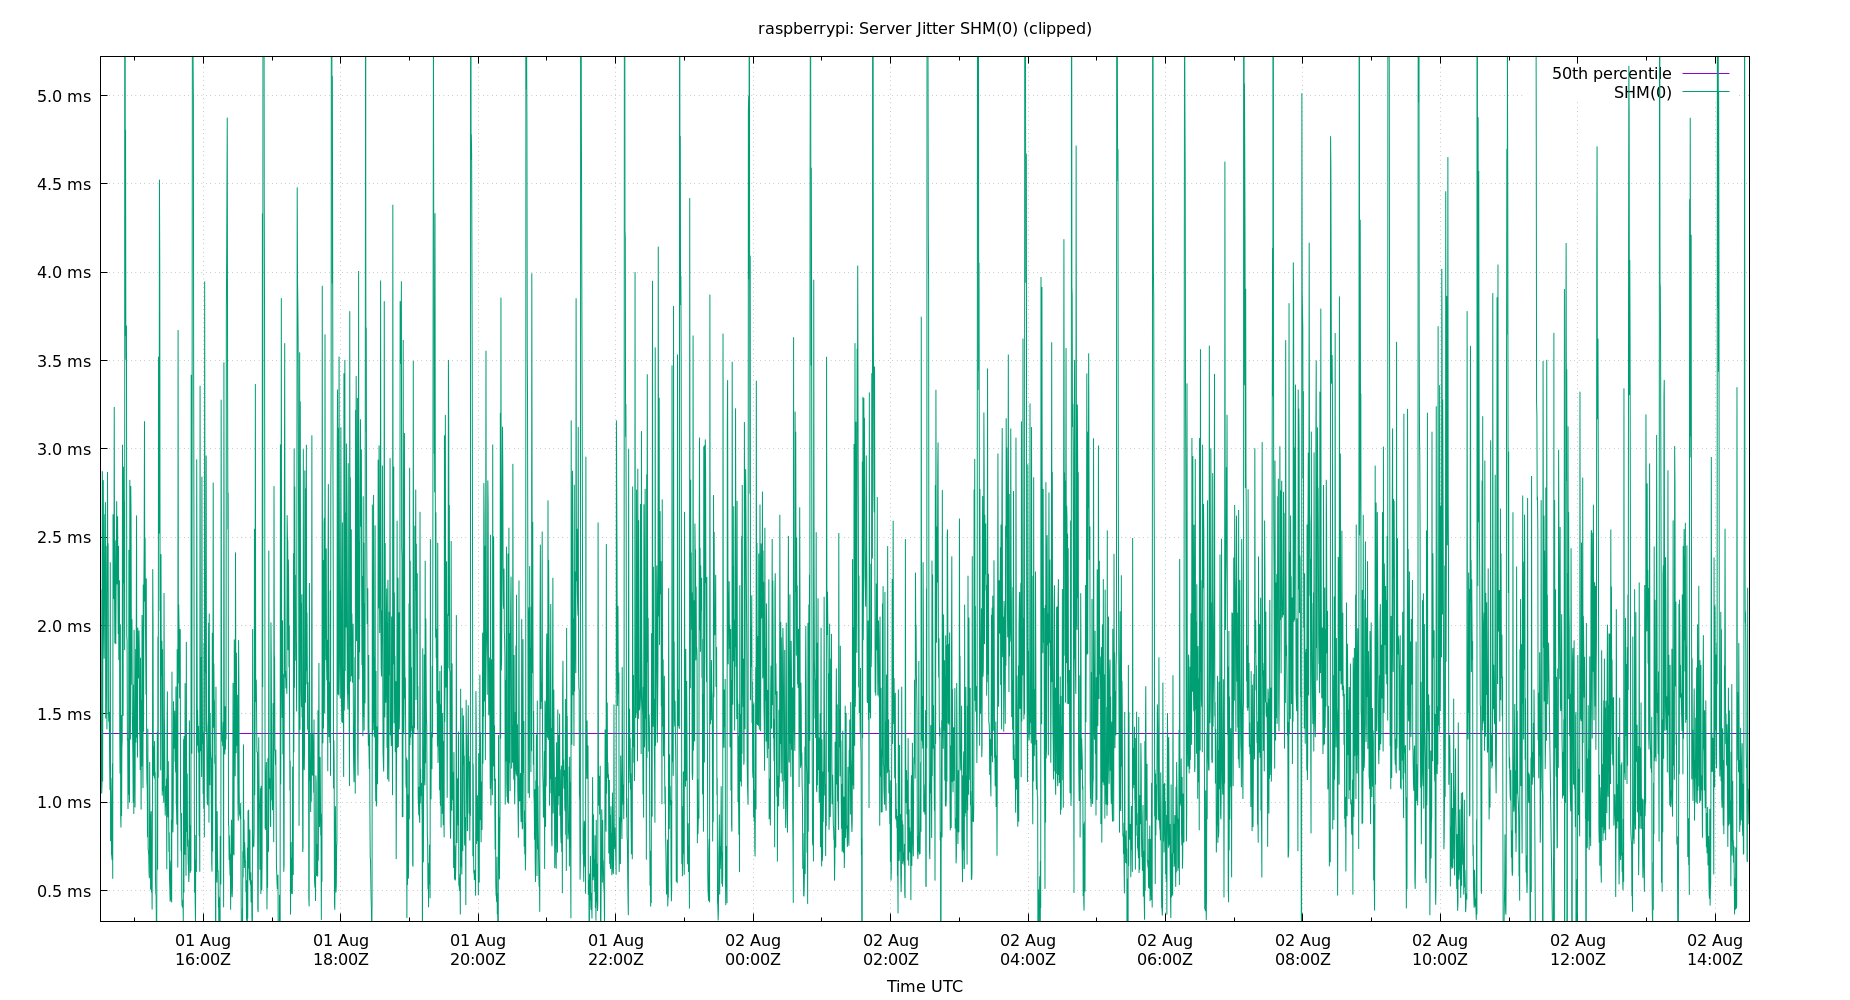 raspberrypi: Server Jitter SHM(0) (clipped)
50th percentile
SHM(0)
5.0 ms
4.5 ms
4.0 ms
3.5 ms
3.0 ms
2.5 ms
2.0 ms
1.5 ms
1.0 ms
0.5 ms
01 Aug 01 Aug 01 Aug 01 Aug 02 Aug 02 Aug 02 Aug 02 Aug 02 Aug 02 Aug 02 Aug 02 Aug
16:00Z 18:00Z 20:00Z 22:00Z 00:00Z 02:00Z 04:00Z 06:00Z 08:00Z 10:00Z 12:00Z 14:00Z
Time UTC